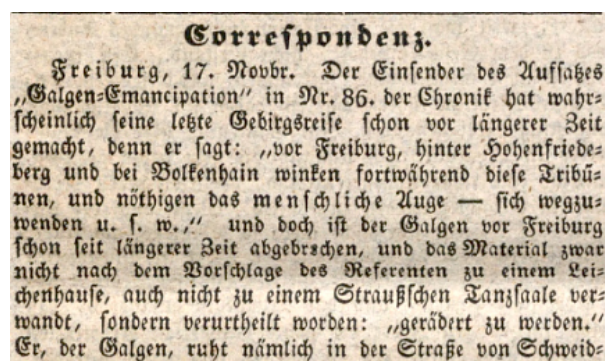 Correspondenz.
Freiburg, 17. Novbr. Der Einsender des Aufsatzes
„Galgen-Emancipation“ in Nr. 86. der Chronik hat wahr-
scheinlich seine letzte Gebirgsreise schon vor längerer Zeit
gemacht, denn er sagt: „vor Freiburg, hinter Hohenfriede-
berg und bei Bolkenhain winken fortwährend diese Tribü-
nen, und nöthigen das menschliche Auge — sich wegzu-
wenden u. s. w.,“ und doch ist der Galgen vor Freiburg
schon seit längerer Zeit abgebrochen, und das Material zwar
nicht nach dem Vorschlage des Referenten zu einem Lei-
chenhause, auch nicht zu einem Straußschen Tanzsaale ver-
wandt, sondern verurtheilt worden: „gerädert zu werden.“
Er, der Galgen, ruht nämlich in der Straße von Schweid-